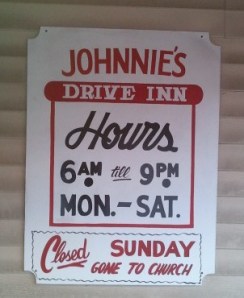 JOHNNIE'S
DRIVE INN
Hours
6AM till 9PM
MON.-SAT.
Closed SUNDAY
GONE TO CHURCH